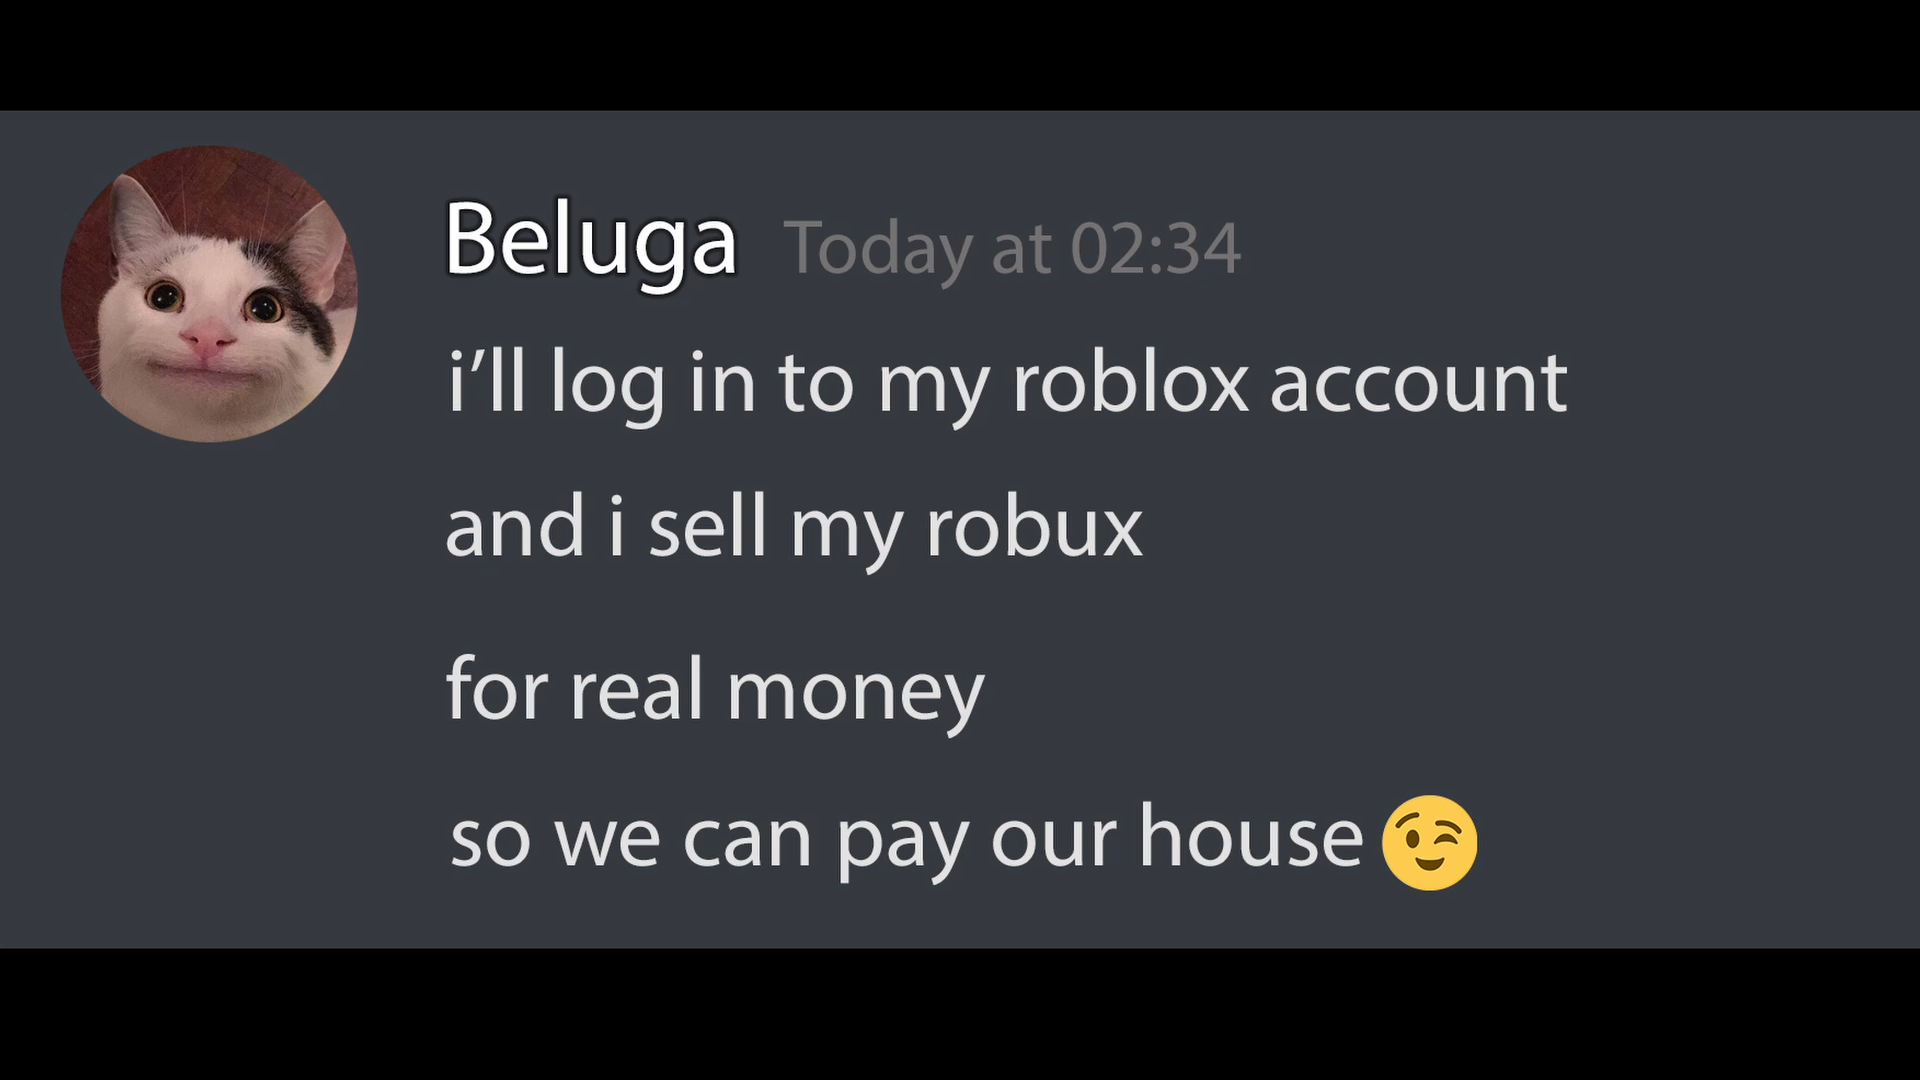 Beluga Today at 02:34
i’ll log in to my roblox account
and i sell my robux
for real money
so we can pay our house 😉